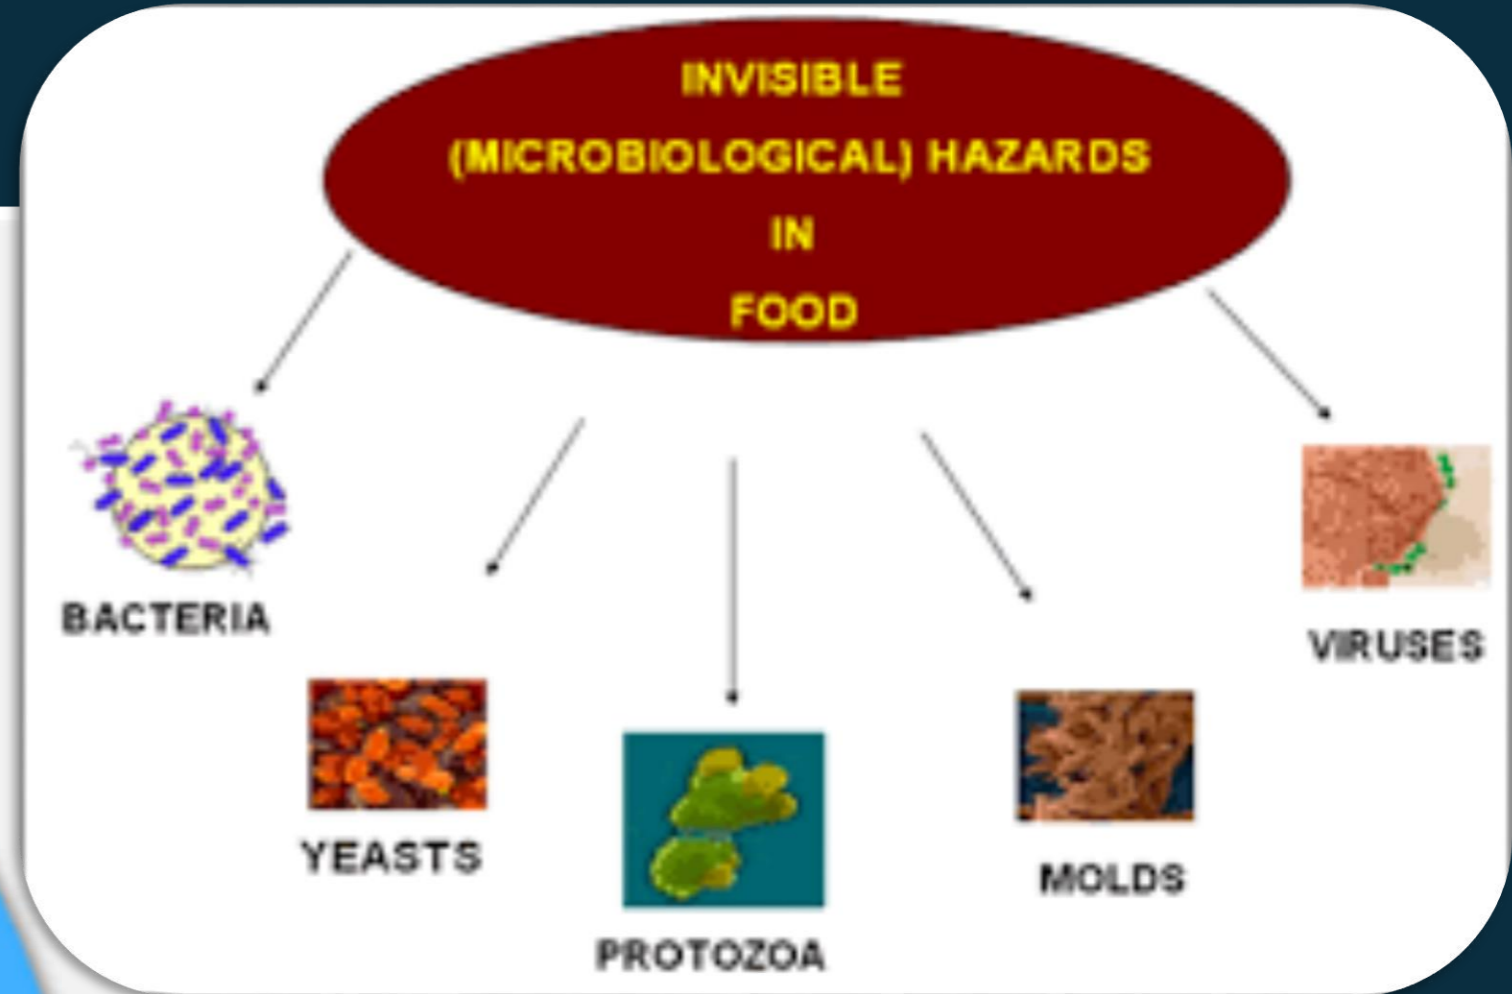 INVISIBLE
(MICROBIOLOGICAL) HAZARDS
IN
FOOD
BACTERIA
VIRUSES
YEASTS
MOLDS
PROTOZOA